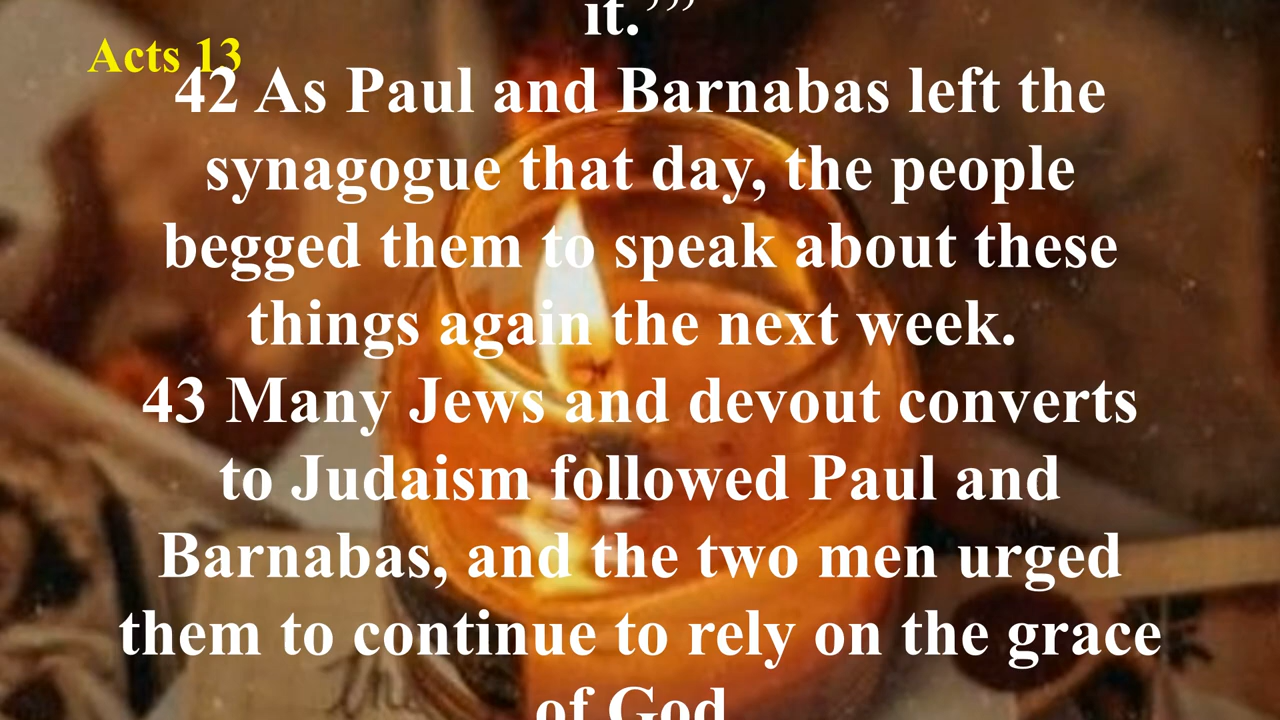 it.’”
Acts 13
42 As Paul and Barnabas left the
synagogue that day, the people
begged them to speak about these
things again the next week.
43 Many Jews and devout converts
to Judaism followed Paul and
Barnabas, and the two men urged
them to continue to rely on the grace
of God